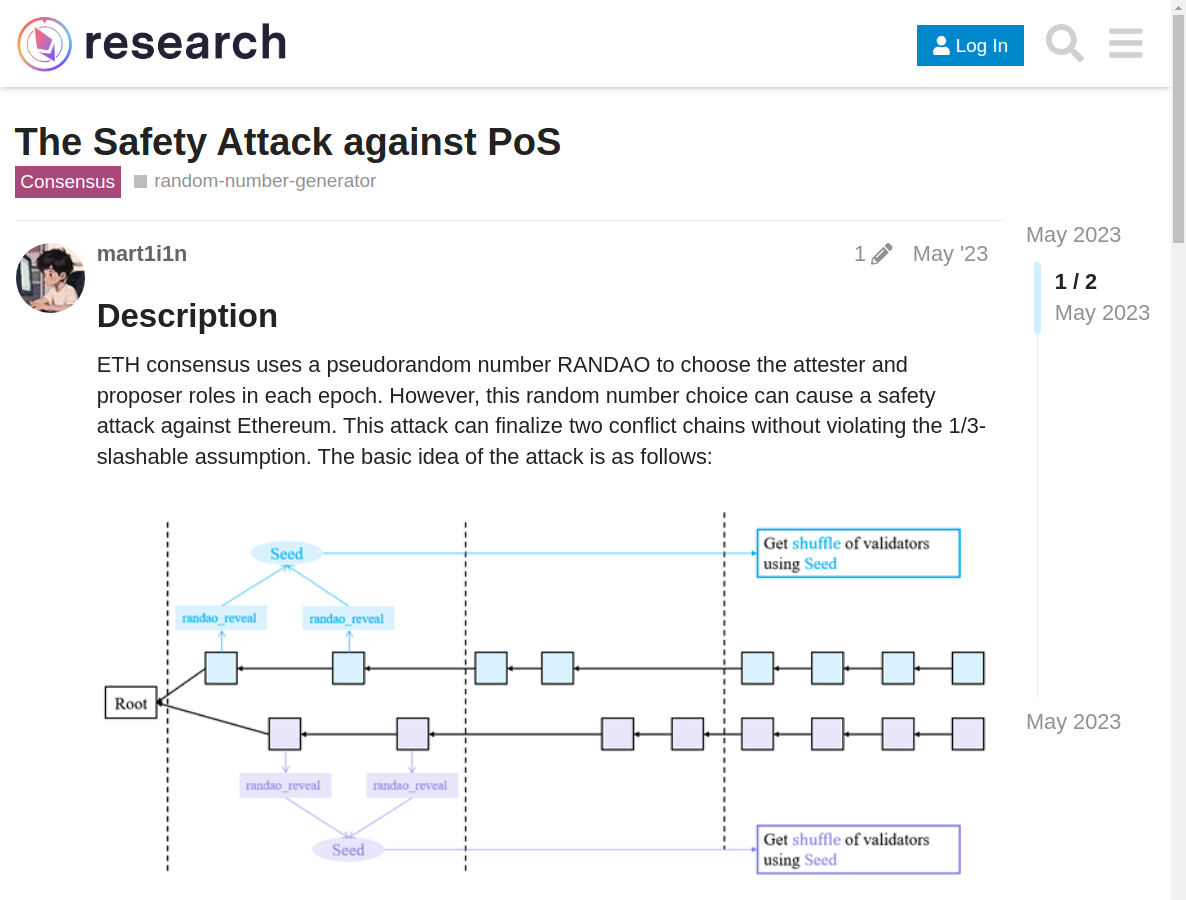 research
Log In
The Safety Attack against PoS
Consensus
random-number-generator
mart1i1n
1
May '23
May 2023
1 / 2
May 2023
Description
ETH consensus uses a pseudorandom number RANDAO to choose the attester and
proposer roles in each epoch. However, this random number choice can cause a safety
attack against Ethereum. This attack can finalize two conflict chains without violating the 1/3-
slashable assumption. The basic idea of the attack is as follows:
Seed
Get shuffle of validators
using Seed
randao_reveal
randao_reveal
Root
May 2023
randao_reveal
randao_reveal
Seed
Get shuffle of validators
using Seed